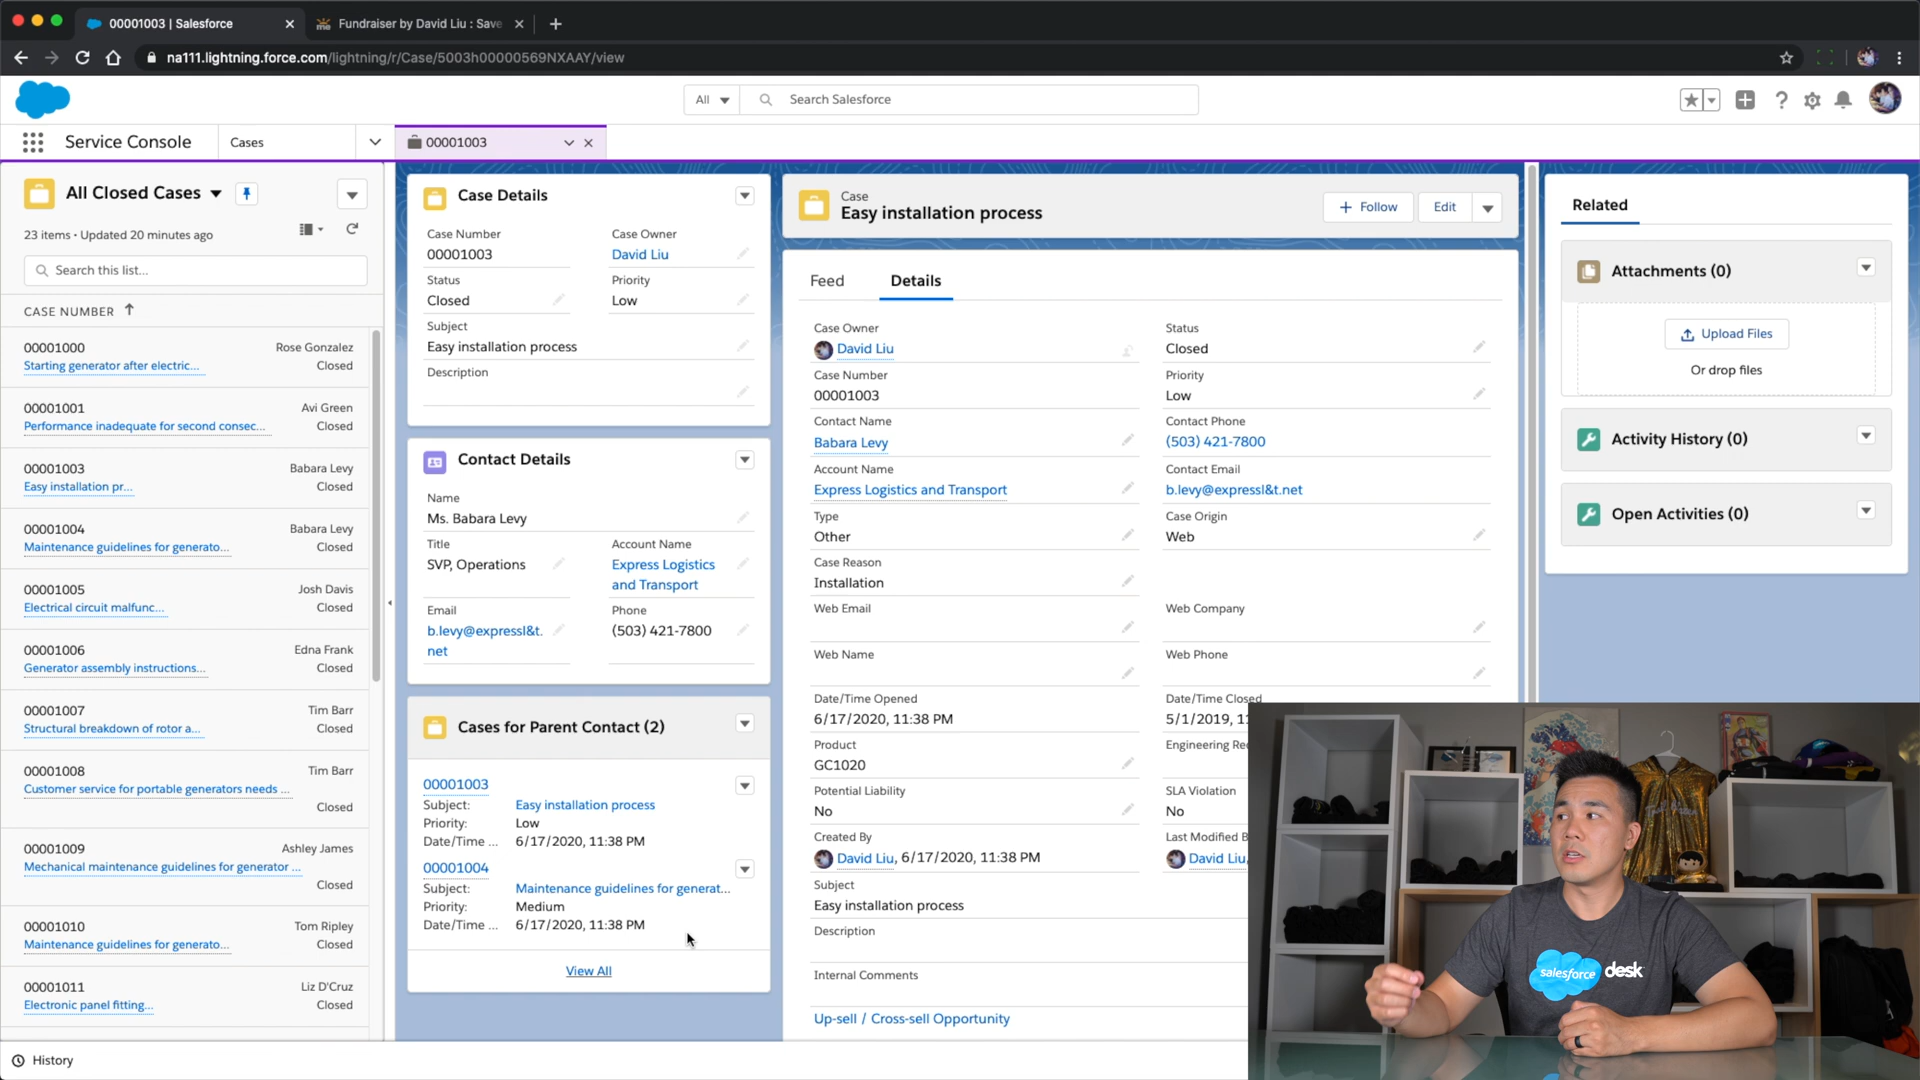 00001003 | Salesforce
Fundraiser by David Liu : Save
na111.lightning.force.com/lightning/r/Case/5003h00000569NXAAY/view
All
Search Salesforce
Service Console
Cases
00001003
All Closed Cases
23 items • Updated 20 minutes ago
Search this list...
CASE NUMBER
00001000 Rose Gonzalez
Starting generator after electric... Closed
00001001 Avi Green
Performance inadequate for second consec... Closed
00001003 Babara Levy
Easy installation pr... Closed
00001004 Babara Levy
Maintenance guidelines for generato... Closed
00001005 Josh Davis
Electrical circuit malfunc... Closed
00001006 Edna Frank
Generator assembly instructions... Closed
00001007 Tim Barr
Structural breakdown of rotor a... Closed
00001008 Tim Barr
Customer service for portable generators needs ...
Closed
00001009 Ashley James
Mechanical maintenance guidelines for generator ...
Closed
00001010 Tom Ripley
Maintenance guidelines for generato... Closed
00001011 Liz D'Cruz
Electronic panel fitting... Closed
History
Case Details
Case Number Case Owner
00001003 David Liu
Status Priority
Closed Low
Subject
Easy installation process
Description
Contact Details
Name
Ms. Babara Levy
Title Account Name
SVP, Operations Express Logistics
and Transport
Email Phone
b.levy@expressl&t. (503) 421-7800
net
Cases for Parent Contact (2)
00001003
Subject: Easy installation process
Priority: Low
Date/Time ... 6/17/2020, 11:38 PM
00001004
Subject: Maintenance guidelines for generat...
Priority: Medium
Date/Time ... 6/17/2020, 11:38 PM
View All
Case
Easy installation process
Follow
Edit
Feed Details
Case Owner Status
David Liu Closed
Case Number Priority
00001003 Low
Contact Name Contact Phone
Babara Levy (503) 421-7800
Account Name Contact Email
Express Logistics and Transport b.levy@expressl&t.net
Type Case Origin
Other Web
Case Reason
Installation
Web Email Web Company
Web Name Web Phone
Date/Time Opened Date/Time Closed
6/17/2020, 11:38 PM 5/1/2019, 11
Product Engineering Re
GC1020
Potential Liability SLA Violation
No No
Created By Last Modified B
David Liu, 6/17/2020, 11:38 PM David Liu,
Subject
Easy installation process
Description
Internal Comments
Up-sell / Cross-sell Opportunity
Related
Attachments (0)
Upload Files
Or drop files
Activity History (0)
Open Activities (0)
salesforce desk